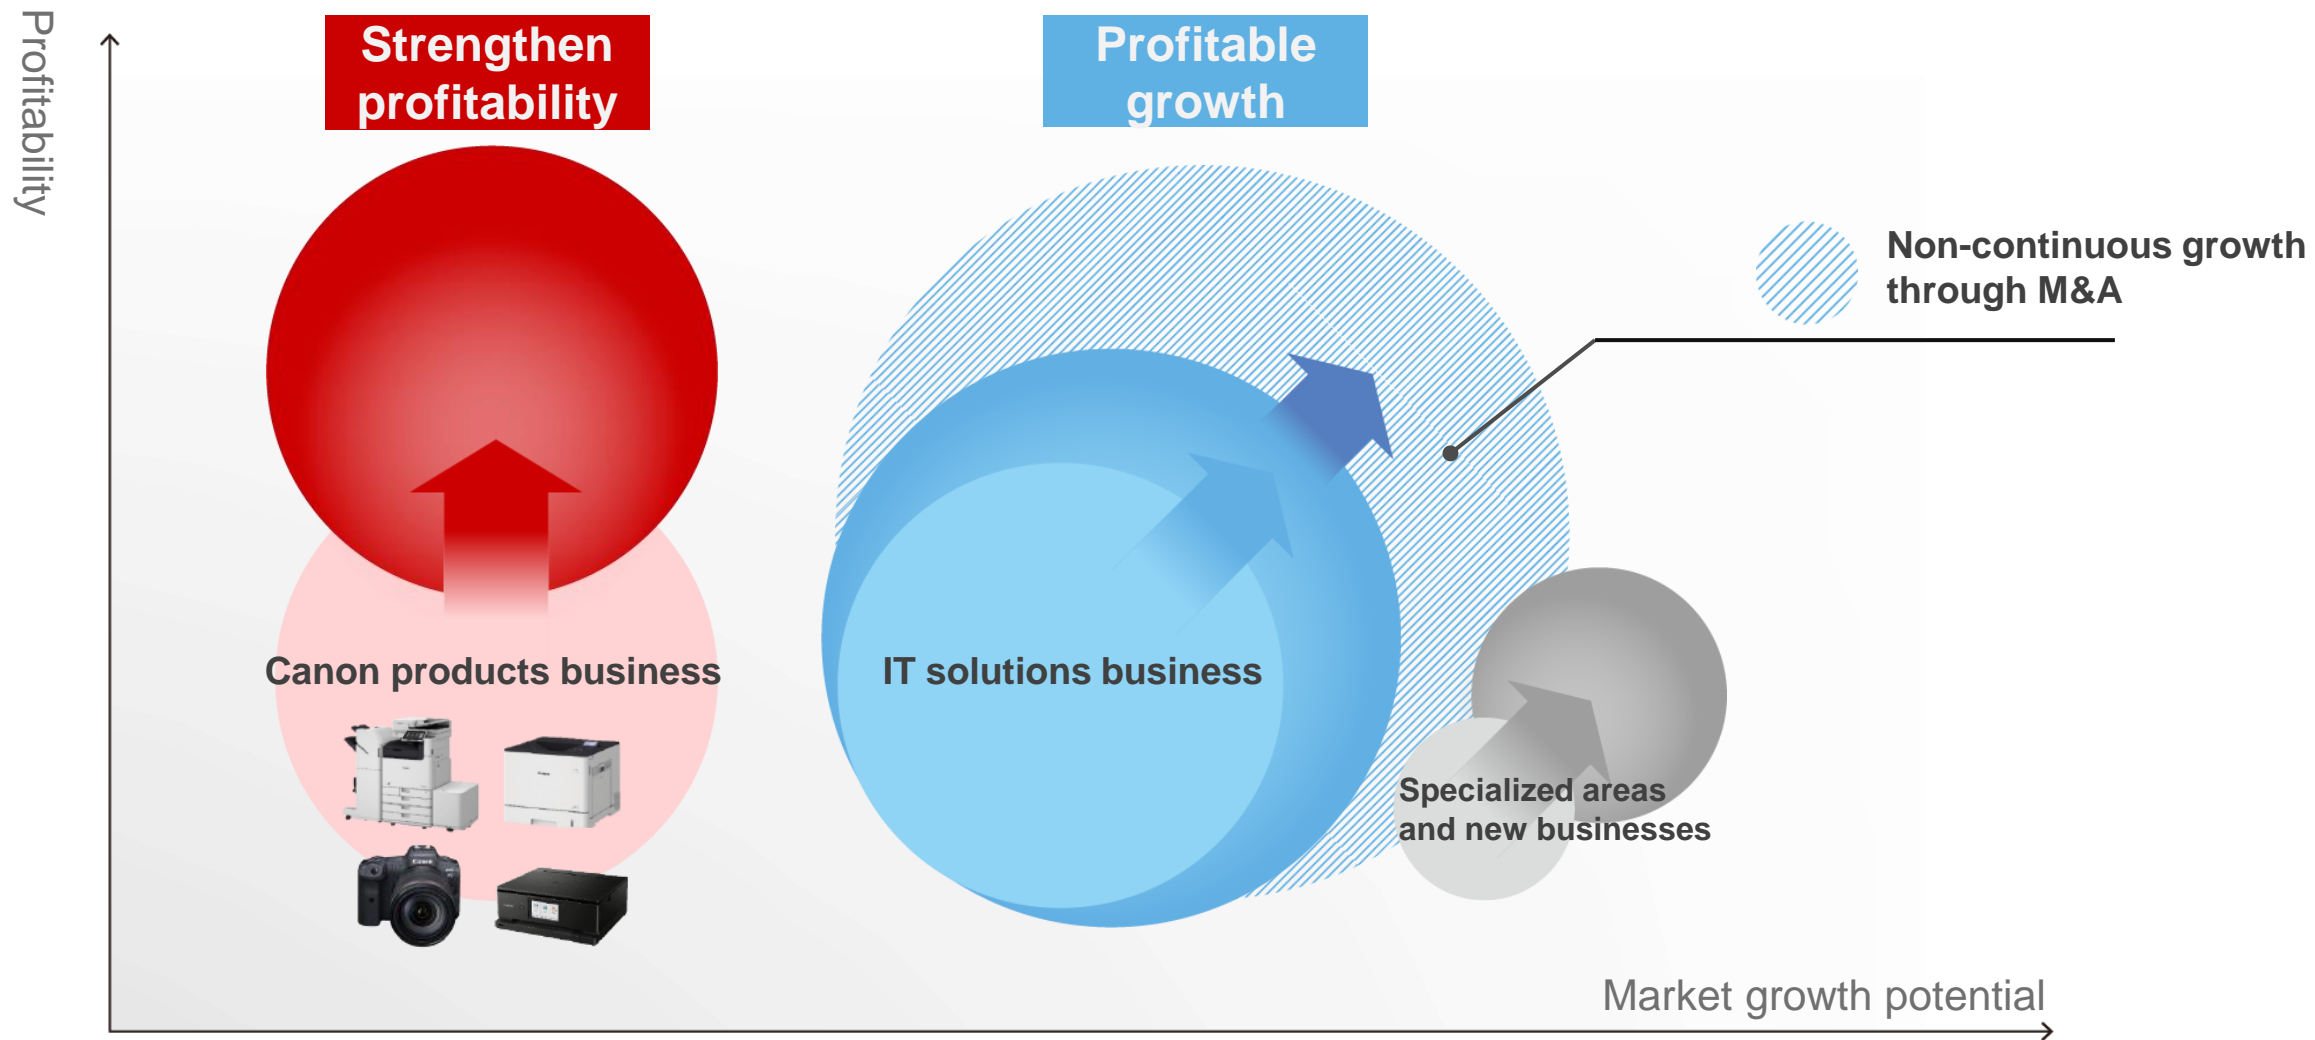 Profitability
Strengthen
profitability
Profitable
growth
Non-continuous growth
through M&A
Canon products business
IT solutions business
Specialized areas
and new businesses
Market growth potential